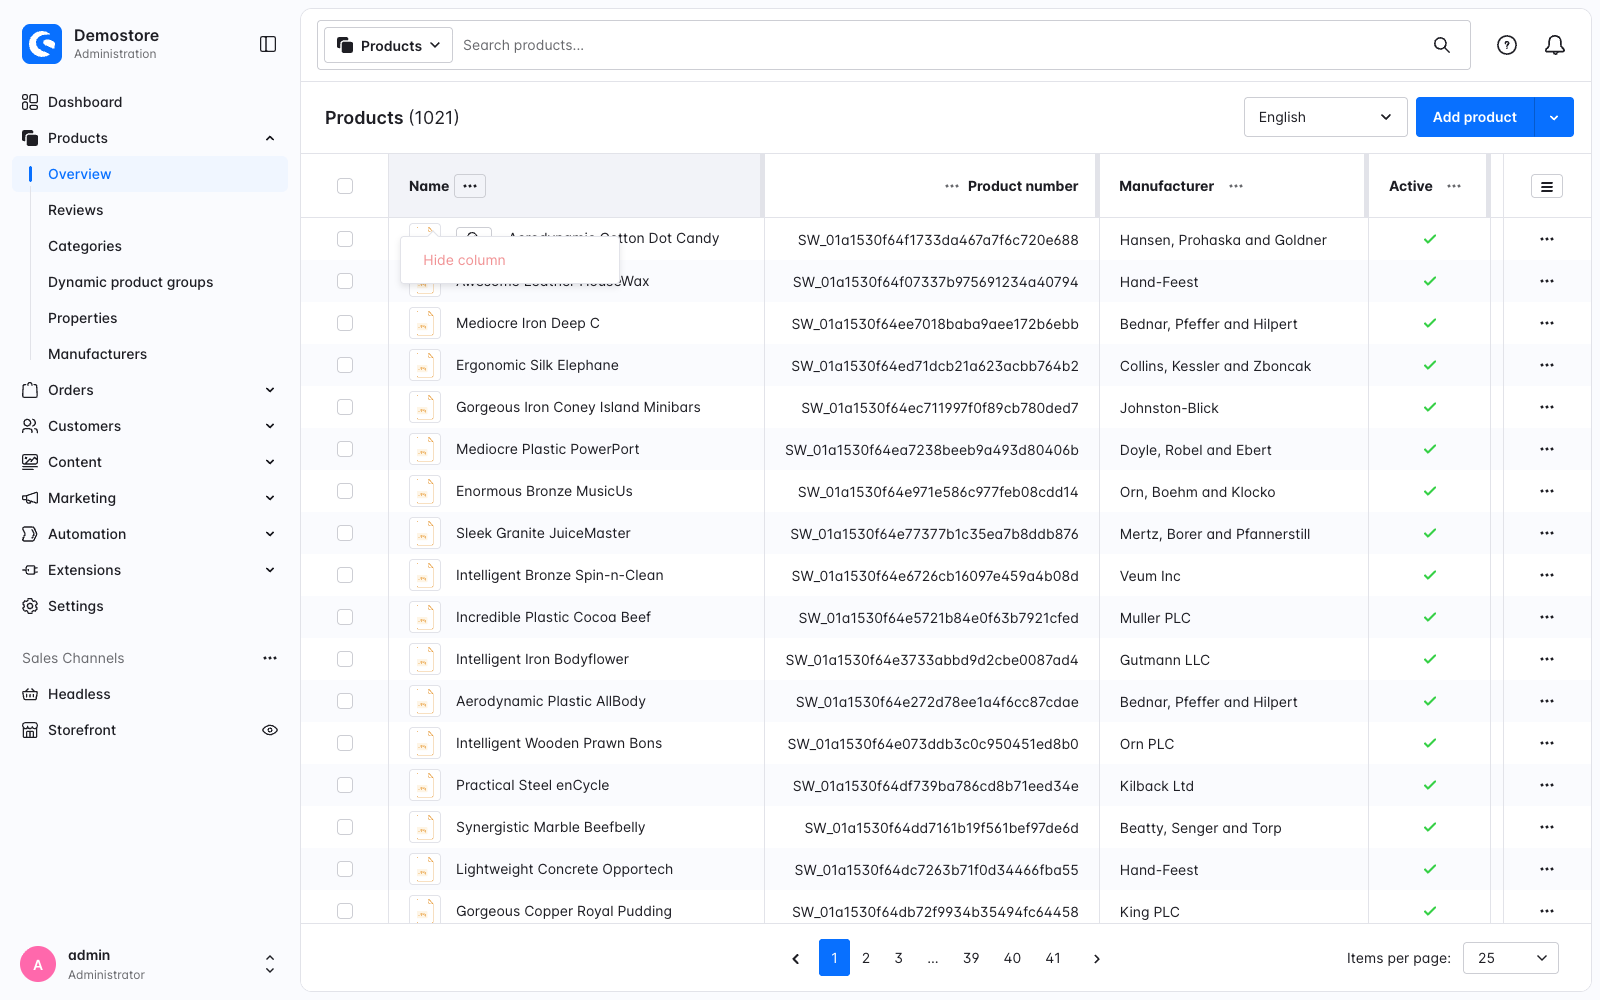 Demostore
Administration
Dashboard
Products
Overview
Reviews
Categories
Dynamic product groups
Properties
Manufacturers
Orders
Customers
Content
Marketing
Automation
Extensions
Settings
Sales Channels
Headless
Storefront
A
admin
Administrator
Products
Search products...
Products (1021)
English
Add product
Name
Product number
Manufacturer
Active
Hide column
Aerodynamic Cotton Dot Candy SW_01a1530f64f1733da467a7f6c720e688 Hansen, Prohaska and Goldner
Awesome Leather HouseWax SW_01a1530f64f07337b975691234a40794 Hand-Feest
Mediocre Iron Deep C SW_01a1530f64ee7018baba9aee172b6ebb Bednar, Pfeffer and Hilpert
Ergonomic Silk Elephane SW_01a1530f64ed71dcb21a623acbb764b2 Collins, Kessler and Zboncak
Gorgeous Iron Coney Island Minibars SW_01a1530f64ec711997f0f89cb780ded7 Johnston-Blick
Mediocre Plastic PowerPort SW_01a1530f64ea7238beeb9a493d80406b Doyle, Robel and Ebert
Enormous Bronze MusicUs SW_01a1530f64e971e586c977feb08cdd14 Orn, Boehm and Klocko
Sleek Granite JuiceMaster SW_01a1530f64e77377b1c35ea7b8ddb876 Mertz, Borer and Pfannerstill
Intelligent Bronze Spin-n-Clean SW_01a1530f64e6726cb16097e459a4b08d Veum Inc
Incredible Plastic Cocoa Beef SW_01a1530f64e5721b84e0f63b7921cfed Muller PLC
Intelligent Iron Bodyflower SW_01a1530f64e3733abbd9d2cbe0087ad4 Gutmann LLC
Aerodynamic Plastic AllBody SW_01a1530f64e272d78ee1a4f6cc87cdae Bednar, Pfeffer and Hilpert
Intelligent Wooden Prawn Bons SW_01a1530f64e073ddb3c0c950451ed8b0 Orn PLC
Practical Steel enCycle SW_01a1530f64df739ba786cd8b71eed34e Kilback Ltd
Synergistic Marble Beefbelly SW_01a1530f64dd7161b19f561bef97de6d Beatty, Senger and Torp
Lightweight Concrete Opportech SW_01a1530f64dc7263b71f0d34466fba55 Hand-Feest
Gorgeous Copper Royal Pudding SW_01a1530f64db72f9934b35494fc64458 King PLC
1 2 3 ... 39 40 41
Items per page: 25